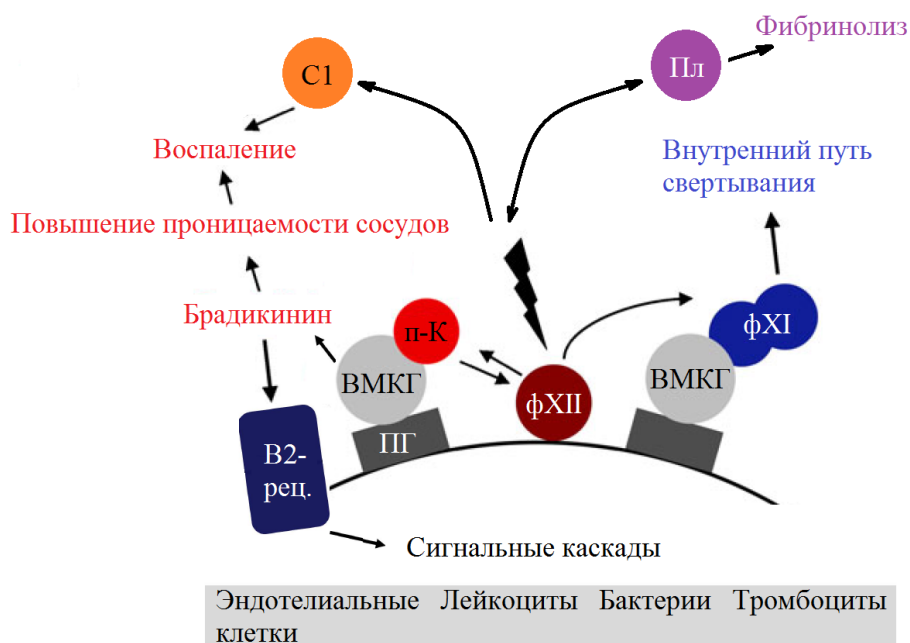 Фибринолиз
С1
Пл
Воспаление
Внутренний путь
свертывания
Повышение проницаемости сосудов
Брадикинин
п-К
фXI
ВМКГ
фXII
ВМКГ
ПГ
В2-
рец.
Сигнальные каскады
Эндотелиальные Лейкоциты Бактерии Тромбоциты
клетки